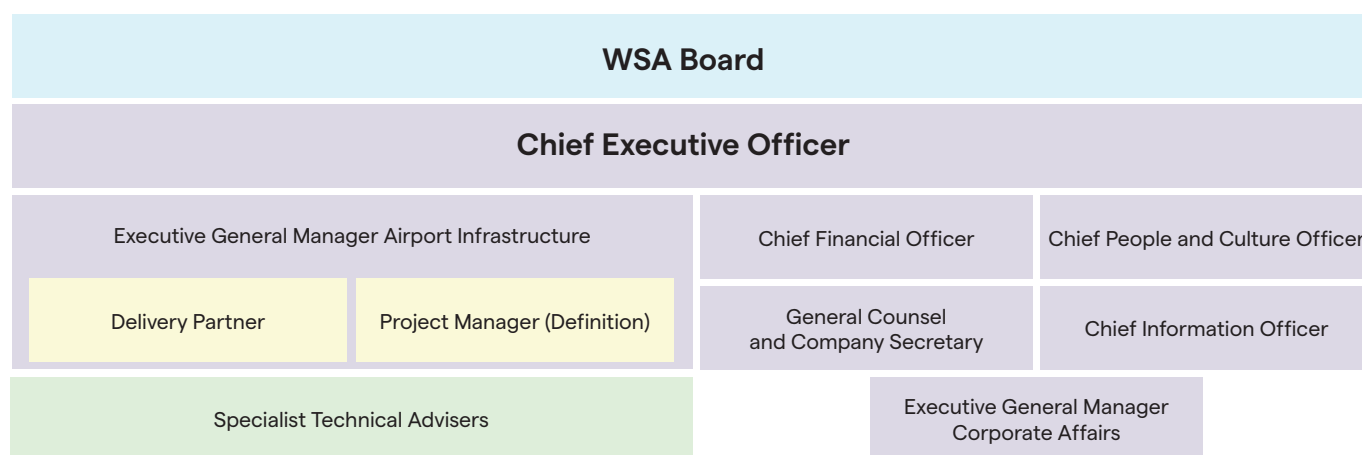 WSA Board
Chief Executive Officer
Executive General Manager Airport Infrastructure
Delivery Partner
Project Manager (Definition)
Chief Financial Officer
Chief People and Culture Officer
General Counsel
and Company Secretary
Chief Information Officer
Specialist Technical Advisers
Executive General Manager
Corporate Affairs